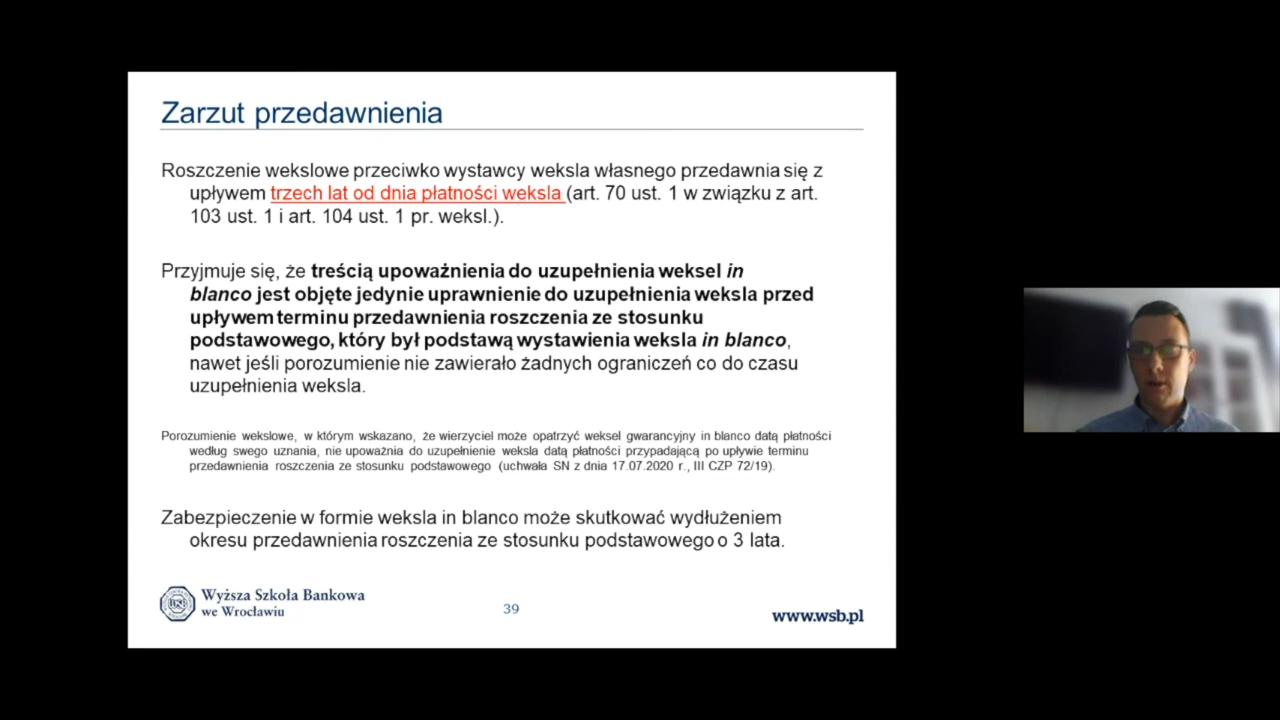 Zarzut przedawnienia
Roszczenie wekslowe przeciwko wystawcy weksla własnego przedawnia się z
upływem trzech lat od dnia płatności weksla (art. 70 ust. 1 w związku z art.
103 ust. 1 i art. 104 ust. 1 pr. weksl.).
Przyjmuje się, że treścią upoważnienia do uzupełnienia weksel in
blanco jest objęte jedynie uprawnienie do uzupełnienia weksla przed
upływem terminu przedawnienia roszczenia ze stosunku
podstawowego, który był podstawą wystawienia weksla in blanco,
nawet jeśli porozumienie nie zawierało żadnych ograniczeń co do czasu
uzupełnienia weksla.
Porozumienie wekslowe, w którym wskazano, że wierzyciel może opatrzyć weksel gwarancyjny in blanco datą płatności
według swego uznania, nie upoważnia do uzupełnienie weksla datą płatności przypadającą po upływie terminu
przedawnienia roszczenia ze stosunku podstawowego (uchwała SN z dnia 17.07.2020 r., III CZP 72/19).
Zabezpieczenie w formie weksla in blanco może skutkować wydłużeniem
okresu przedawnienia roszczenia ze stosunku podstawowego o 3 lata.
WSB
Wyższa Szkoła Bankowa
we Wrocławiu
39
www.wsb.pl